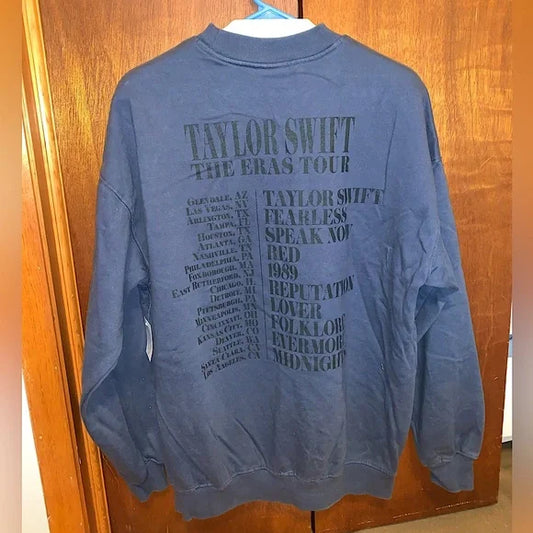 TAYLOR SWIFT
THE ERAS TOUR
GLENDALE, AZ
LAS VEGAS, NV
ARLINGTON, TX
TAMPA, FL
HOUSTON, TX
ATLANTA, GA
NASHVILLE, TN
PHILADELPHIA, PA
FOXBOROUGH, MA
EAST RUTHERFORD, NJ
CHICAGO, IL
DETROIT, MI
PITTSBURGH, PA
MINNEAPOLIS, MN
CINCINNATI, OH
KANSAS CITY, MO
DENVER, CO
SEATTLE, WA
SANTA CLARA, CA
LOS ANGELES, CA
TAYLOR SWIFT
FEARLESS
SPEAK NOW
RED
1989
REPUTATION
LOVER
FOLKLORE
EVERMORE
MIDNIGHTS